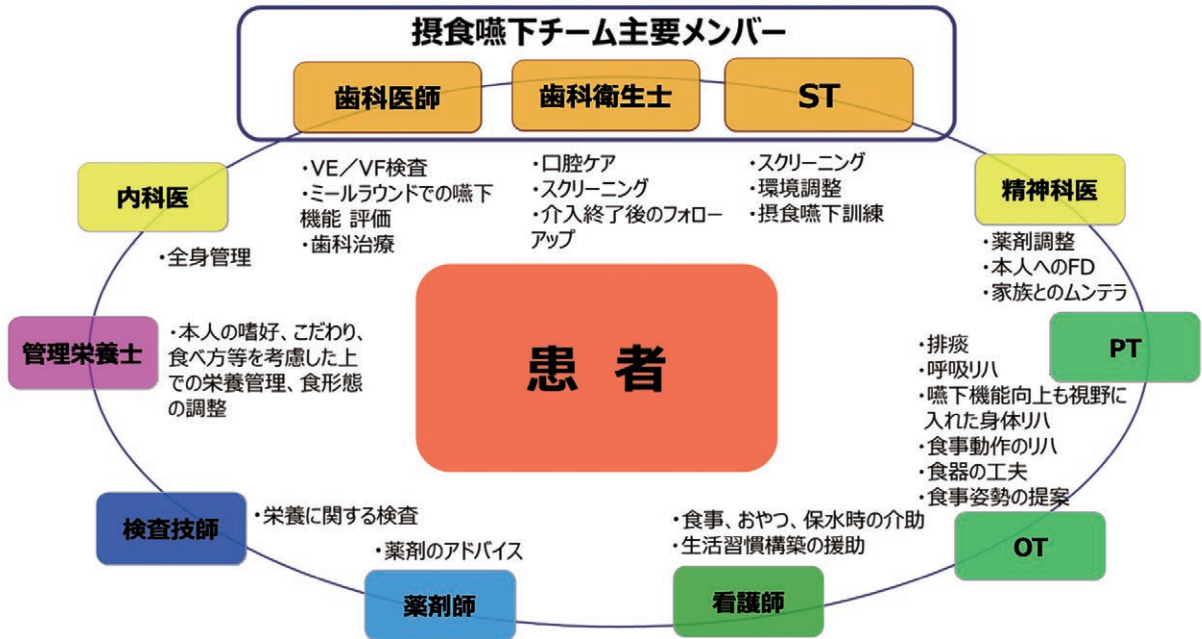 摂食嚥下チーム主要メンバー
歯科医師
歯科衛生士
ST
・VE／VF検査
・ミールラウンドでの嚥下
機能 評価
・歯科治療
・口腔ケア
・スクリーニング
・介入終了後のフォロー
アップ
・スクリーニング
・環境調整
・摂食嚥下訓練
内科医
・全身管理
精神科医
・薬剤調整
・本人へのFD
・家族とのムンテラ
管理栄養士
・本人の嗜好、こだわり、
食べ方等を考慮した上
での栄養管理、食形態
の調整
患 者
PT
・排痰
・呼吸リハ
・嚥下機能向上も視野に
入れた身体リハ
・食事動作のリハ
・食器の工夫
・食事姿勢の提案
OT
検査技師
・栄養に関する検査
・薬剤のアドバイス
薬剤師
・食事、おやつ、保水時の介助
・生活習慣構築の援助
看護師